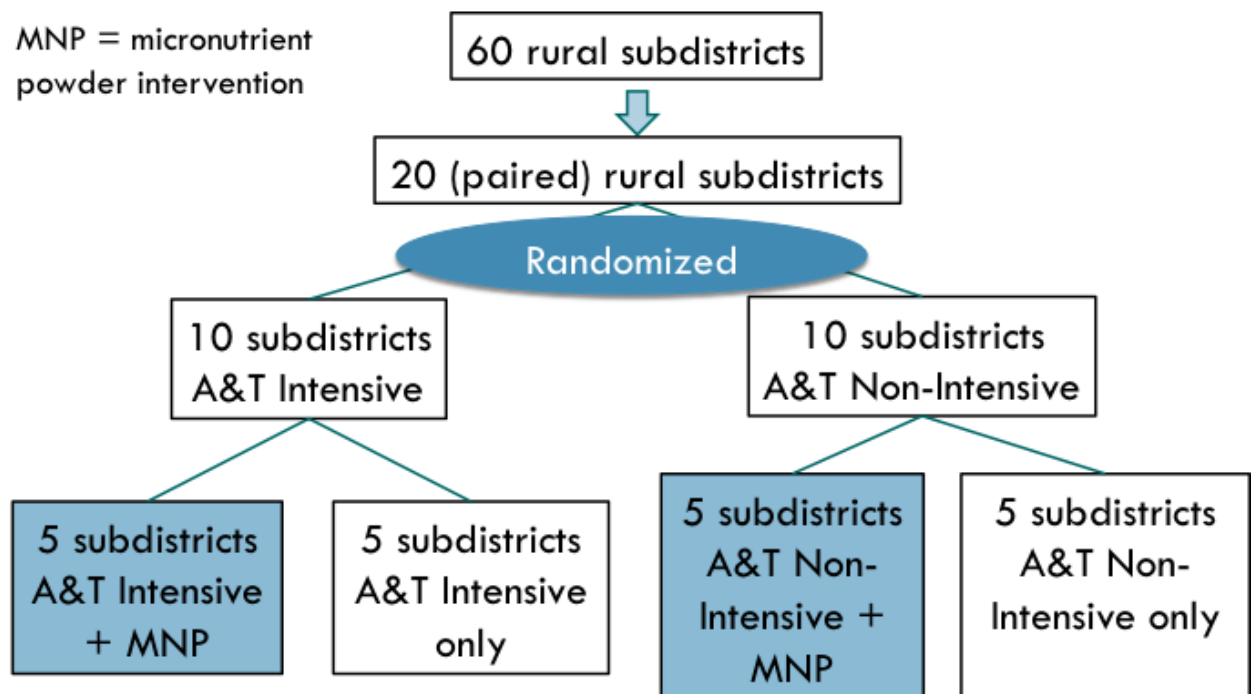 MNP = micronutrient
powder intervention
60 rural subdistricts
20 (paired) rural subdistricts
Randomized
10 subdistricts
A&T Intensive
10 subdistricts
A&T Non-Intensive
5 subdistricts
A&T Intensive
+ MNP
5 subdistricts
A&T Intensive
only
5 subdistricts
A&T Non-
Intensive +
MNP
5 subdistricts
A&T Non-
Intensive only